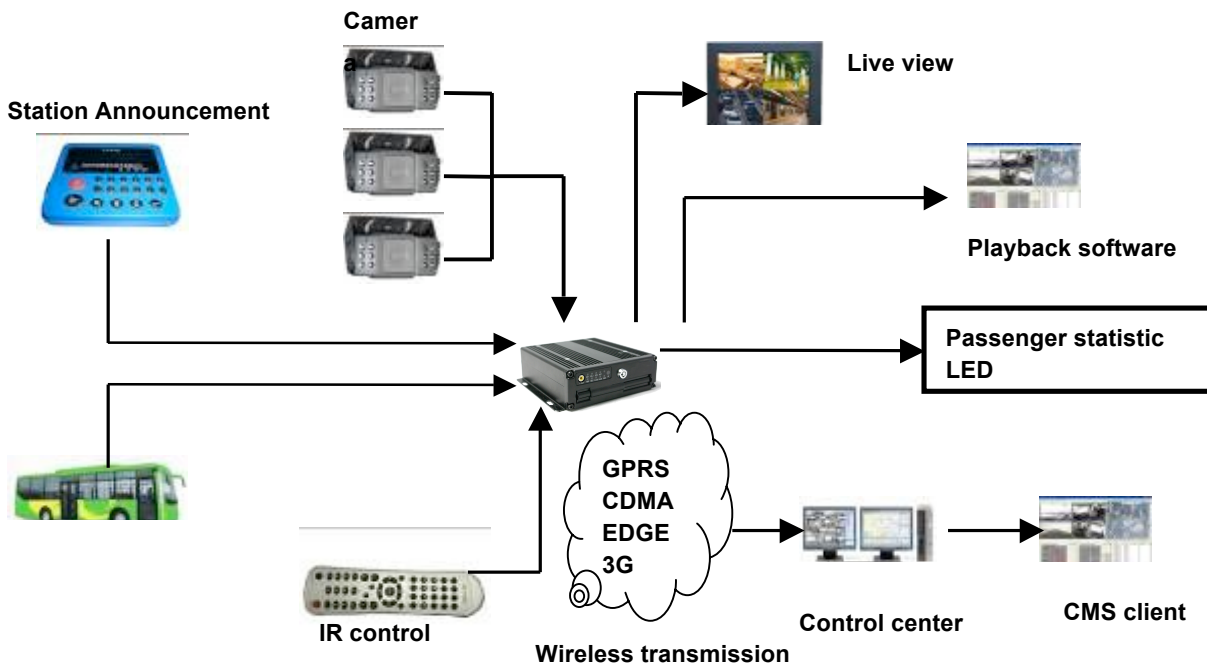 Camer
a
Live view
Station Announcement
Playback software
Passenger statistic
LED
GPRS
CDMA
EDGE
3G
IR control
Control center
CMS client
Wireless transmission